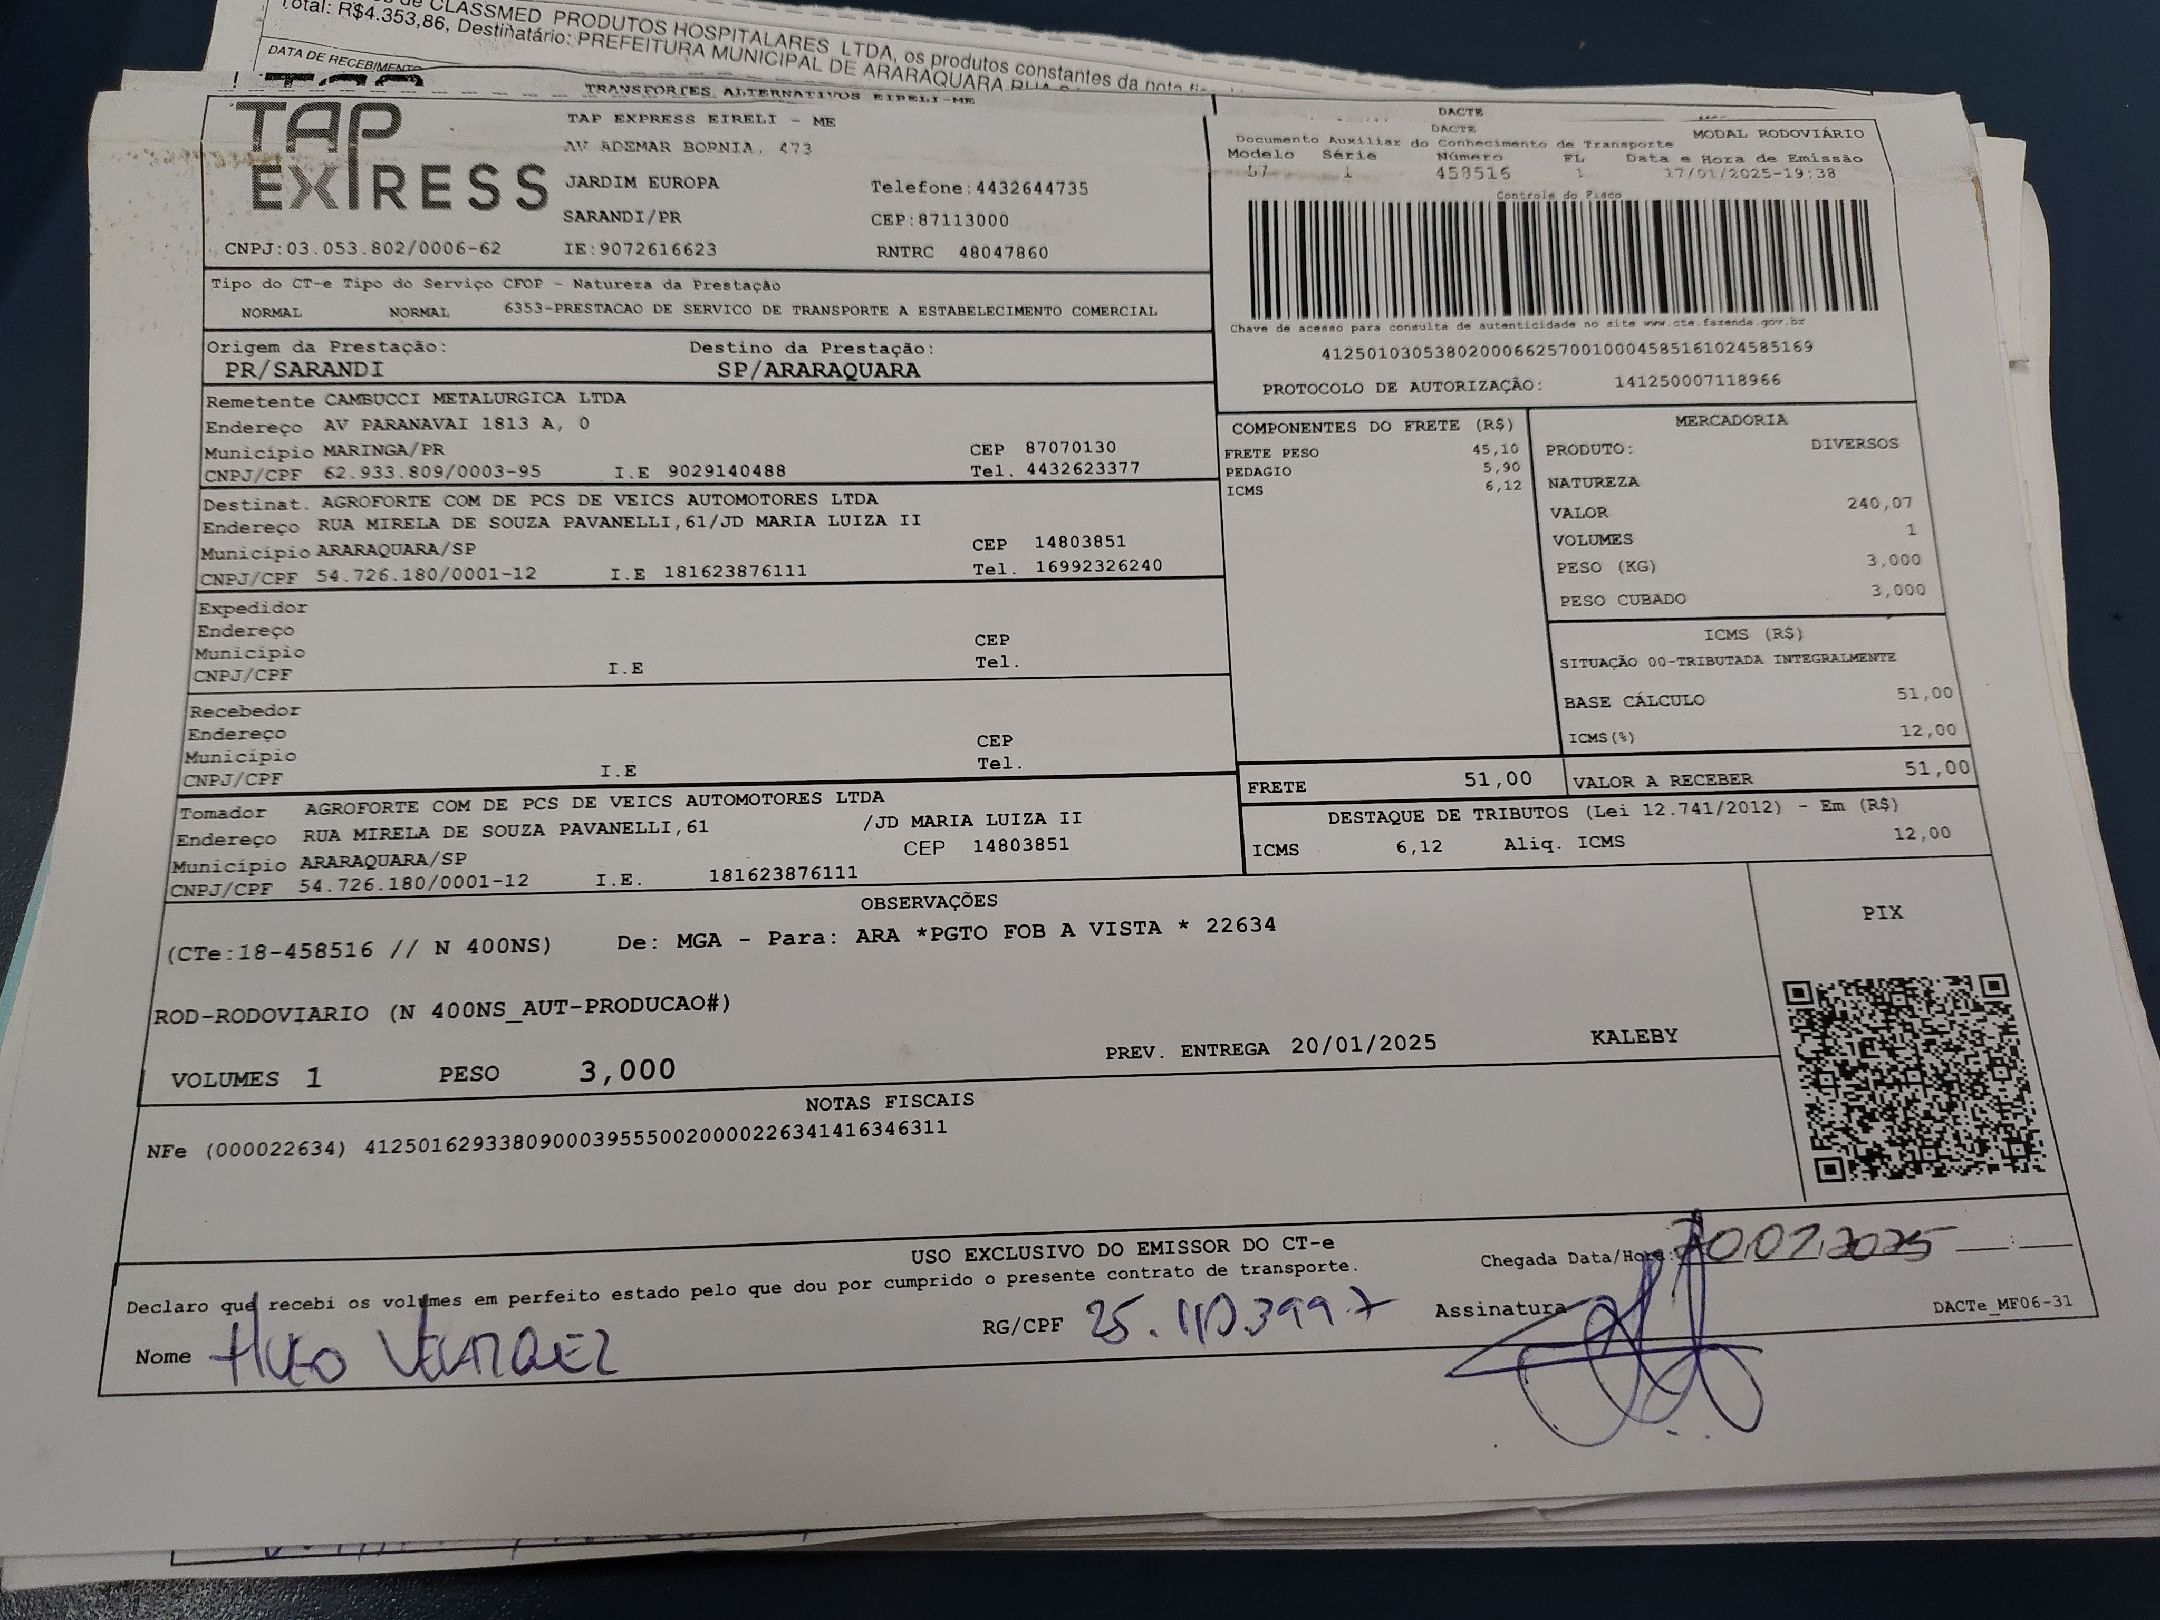 de CLASSMED PRODUTOS HOSPITALARES LTDA, os produtos constantes da nota
Total: R$4.353,86, Destinatário: PREFEITURA MUNICIPAL DE ARARAQUARA RUA
DATA DE RECEBIMENTO
TRANSPORTES ALTERNATIVOS EIRELI-ME
TAP EXPRESS
TAP EXPRESS EIRELI - ME
AV ADEMAR BORNIA, 473
JARDIM EUROPA Telefone:4432644735
SARANDI/PR CEP:87113000
CNPJ:03.053.802/0006-62 IE:9072616623 RNTRC 48047860
DACTE
DACTE MODAL RODOVIÁRIO
Documento Auxiliar do Conhecimento de Transporte
Modelo Série Número FL Data e Hora de Emissão
57 1 458516 1 17/01/2025-19:38
Controle do Fisco
Chave de acesso para consulta de autenticidade no site www.cte.fazenda.gov.br
41250103053802000662570010004585161024585169
PROTOCOLO DE AUTORIZAÇÃO: 141250007118966
Tipo do CT-e Tipo do Serviço CFOP - Natureza da Prestação
NORMAL NORMAL 6353-PRESTACAO DE SERVICO DE TRANSPORTE A ESTABELECIMENTO COMERCIAL
Origem da Prestação: Destino da Prestação:
PR/SARANDI SP/ARARAQUARA
Remetente CAMBUCCI METALURGICA LTDA
Endereço AV PARANAVAI 1813 A, 0
Município MARINGA/PR CEP 87070130
CNPJ/CPF 62.933.809/0003-95 I.E 9029140488 Tel. 4432623377
Destinat. AGROFORTE COM DE PCS DE VEICS AUTOMOTORES LTDA
Endereço RUA MIRELA DE SOUZA PAVANELLI,61/JD MARIA LUIZA II
Município ARARAQUARA/SP CEP 14803851
CNPJ/CPF 54.726.180/0001-12 I.E 181623876111 Tel. 16992326240
Expedidor
Endereço
Município CEP
CNPJ/CPF I.E Tel.
Recebedor
Endereço
Município CEP
CNPJ/CPF I.E Tel.
Tomador AGROFORTE COM DE PCS DE VEICS AUTOMOTORES LTDA
Endereço RUA MIRELA DE SOUZA PAVANELLI,61 /JD MARIA LUIZA II
Município ARARAQUARA/SP CEP 14803851
CNPJ/CPF 54.726.180/0001-12 I.E. 181623876111
COMPONENTES DO FRETE (R$)
FRETE PESO 45,10
PEDAGIO 5,90
ICMS 6,12
MERCADORIA
PRODUTO: DIVERSOS
NATUREZA
VALOR 240,07
VOLUMES 1
PESO (KG) 3,000
PESO CUBADO 3,000
ICMS (R$)
SITUAÇÃO 00-TRIBUTADA INTEGRALMENTE
BASE CÁLCULO 51,00
ICMS(%) 12,00
FRETE 51,00 VALOR A RECEBER 51,00
DESTAQUE DE TRIBUTOS (Lei 12.741/2012) - Em (R$)
ICMS 6,12 Aliq. ICMS 12,00
OBSERVAÇÕES
(CTe:18-458516 // N 400NS) De: MGA - Para: ARA *PGTO FOB A VISTA * 22634
ROD-RODOVIARIO (N 400NS_AUT-PRODUCAO#)
VOLUMES 1 PESO 3,000 PREV. ENTREGA 20/01/2025 KALEBY
PIX
NOTAS FISCAIS
NFe (000022634) 41250162933809000395550020000226341416346311
USO EXCLUSIVO DO EMISSOR DO CT-e
Declaro que recebi os volumes em perfeito estado pelo que dou por cumprido o presente contrato de transporte.
Chegada Data/Hora: 20.01.2025 __:__
Nome HUGO VELAZQUEZ RG/CPF 25.110.399 7 Assinatura
DACTe_MF06-31